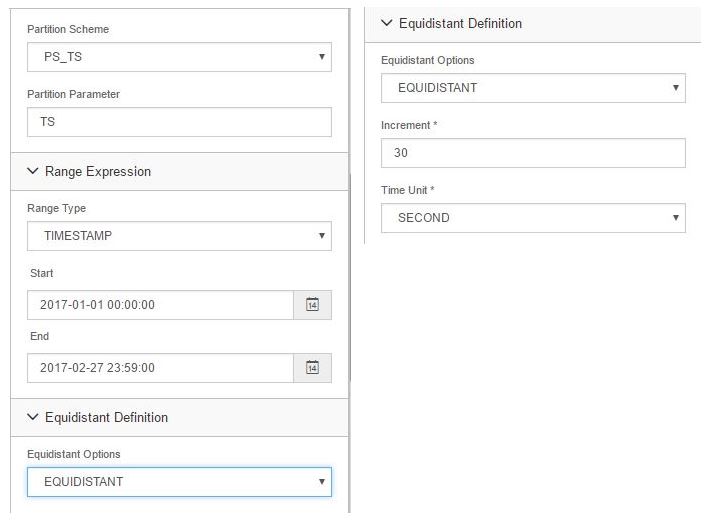 Partition Scheme
PS_TS
Partition Parameter
TS
Range Expression
Range Type
TIMESTAMP
Start
2017-01-01 00:00:00
14
End
2017-02-27 23:59:00
14
Equidistant Definition
Equidistant Options
EQUIDISTANT
Equidistant Definition
Equidistant Options
EQUIDISTANT
Increment *
30
Time Unit *
SECOND